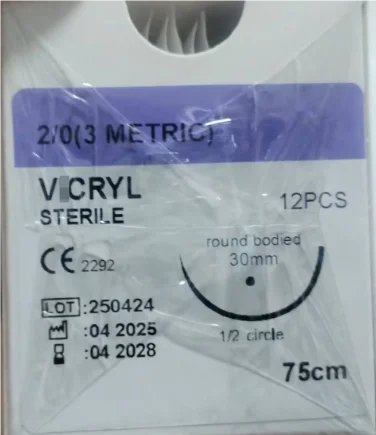 2/0(3 METRIC)
VICRYL
STERILE
12PCS
CE 2292
round bodied
30mm
1/2 circle
LOT :250424
:04 2025
:04 2028
75cm